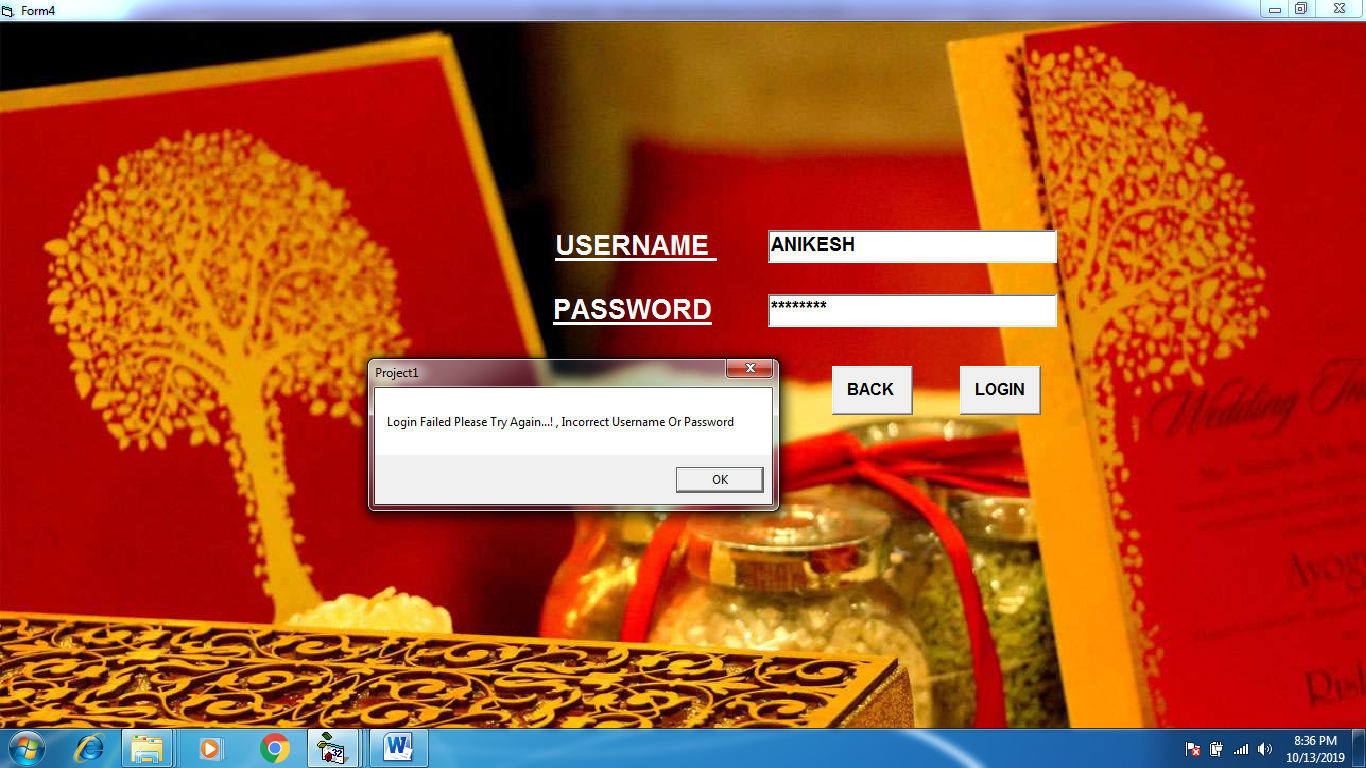 Form4
USERNAME
ANIKESH
PASSWORD
********
Project1
Login Failed Please Try Again...! , Incorrect Username Or Password
OK
BACK
LOGIN
Wedding
32
W
8:36 PM
10/13/2019